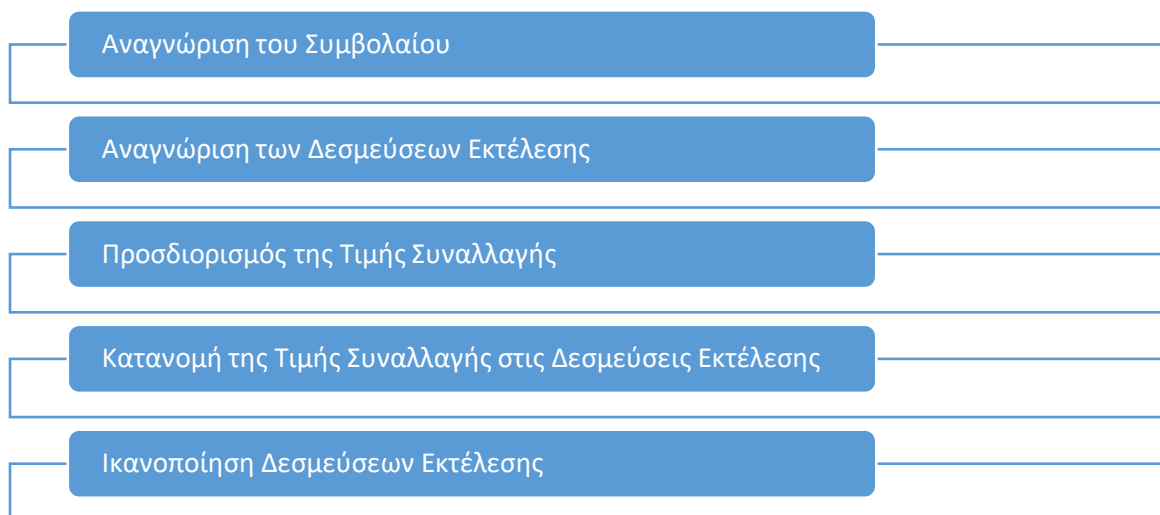 Αναγνώριση του Συμβολαίου
Αναγνώριση των Δεσμεύσεων Εκτέλεσης
Προσδιορισμός της Τιμής Συναλλαγής
Κατανομή της Τιμής Συναλλαγής στις Δεσμεύσεις Εκτέλεσης
Ικανοποίηση Δεσμεύσεων Εκτέλεσης